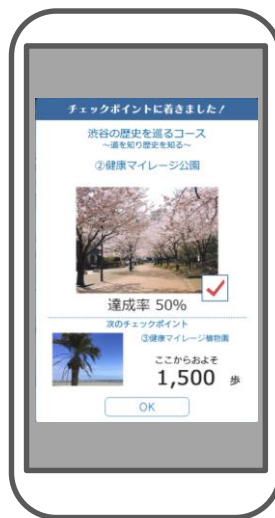 チェックポイントに着きました！
渋谷の歴史を巡るコース
～道を知り歴史を知る～
②健康マイレージ公園
達成率 50%
次のチェックポイント
③健康マイレージ植物園
ここからおよそ
1,500 歩
OK